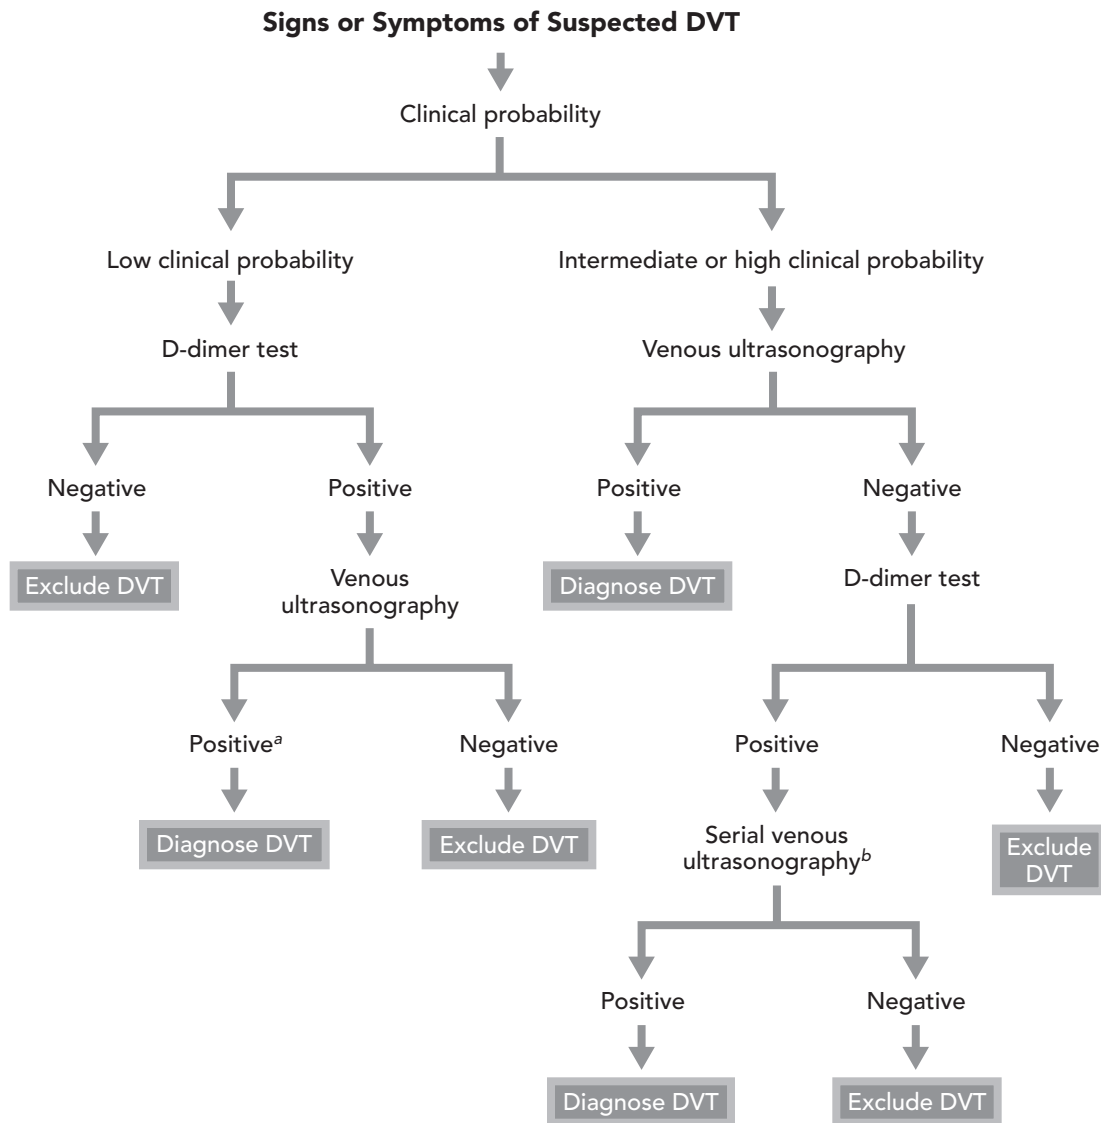 Signs or Symptoms of Suspected DVT
Clinical probability
Low clinical probability
Intermediate or high clinical probability
D-dimer test
Venous ultrasonography
Negative
Positive
Positive
Negative
Exclude DVT
Venous
ultrasonography
Diagnose DVT
D-dimer test
Positiveᵃ
Negative
Positive
Negative
Diagnose DVT
Exclude DVT
Serial venous
ultrasonographyᵇ
Exclude
DVT
Positive
Negative
Diagnose DVT
Exclude DVT